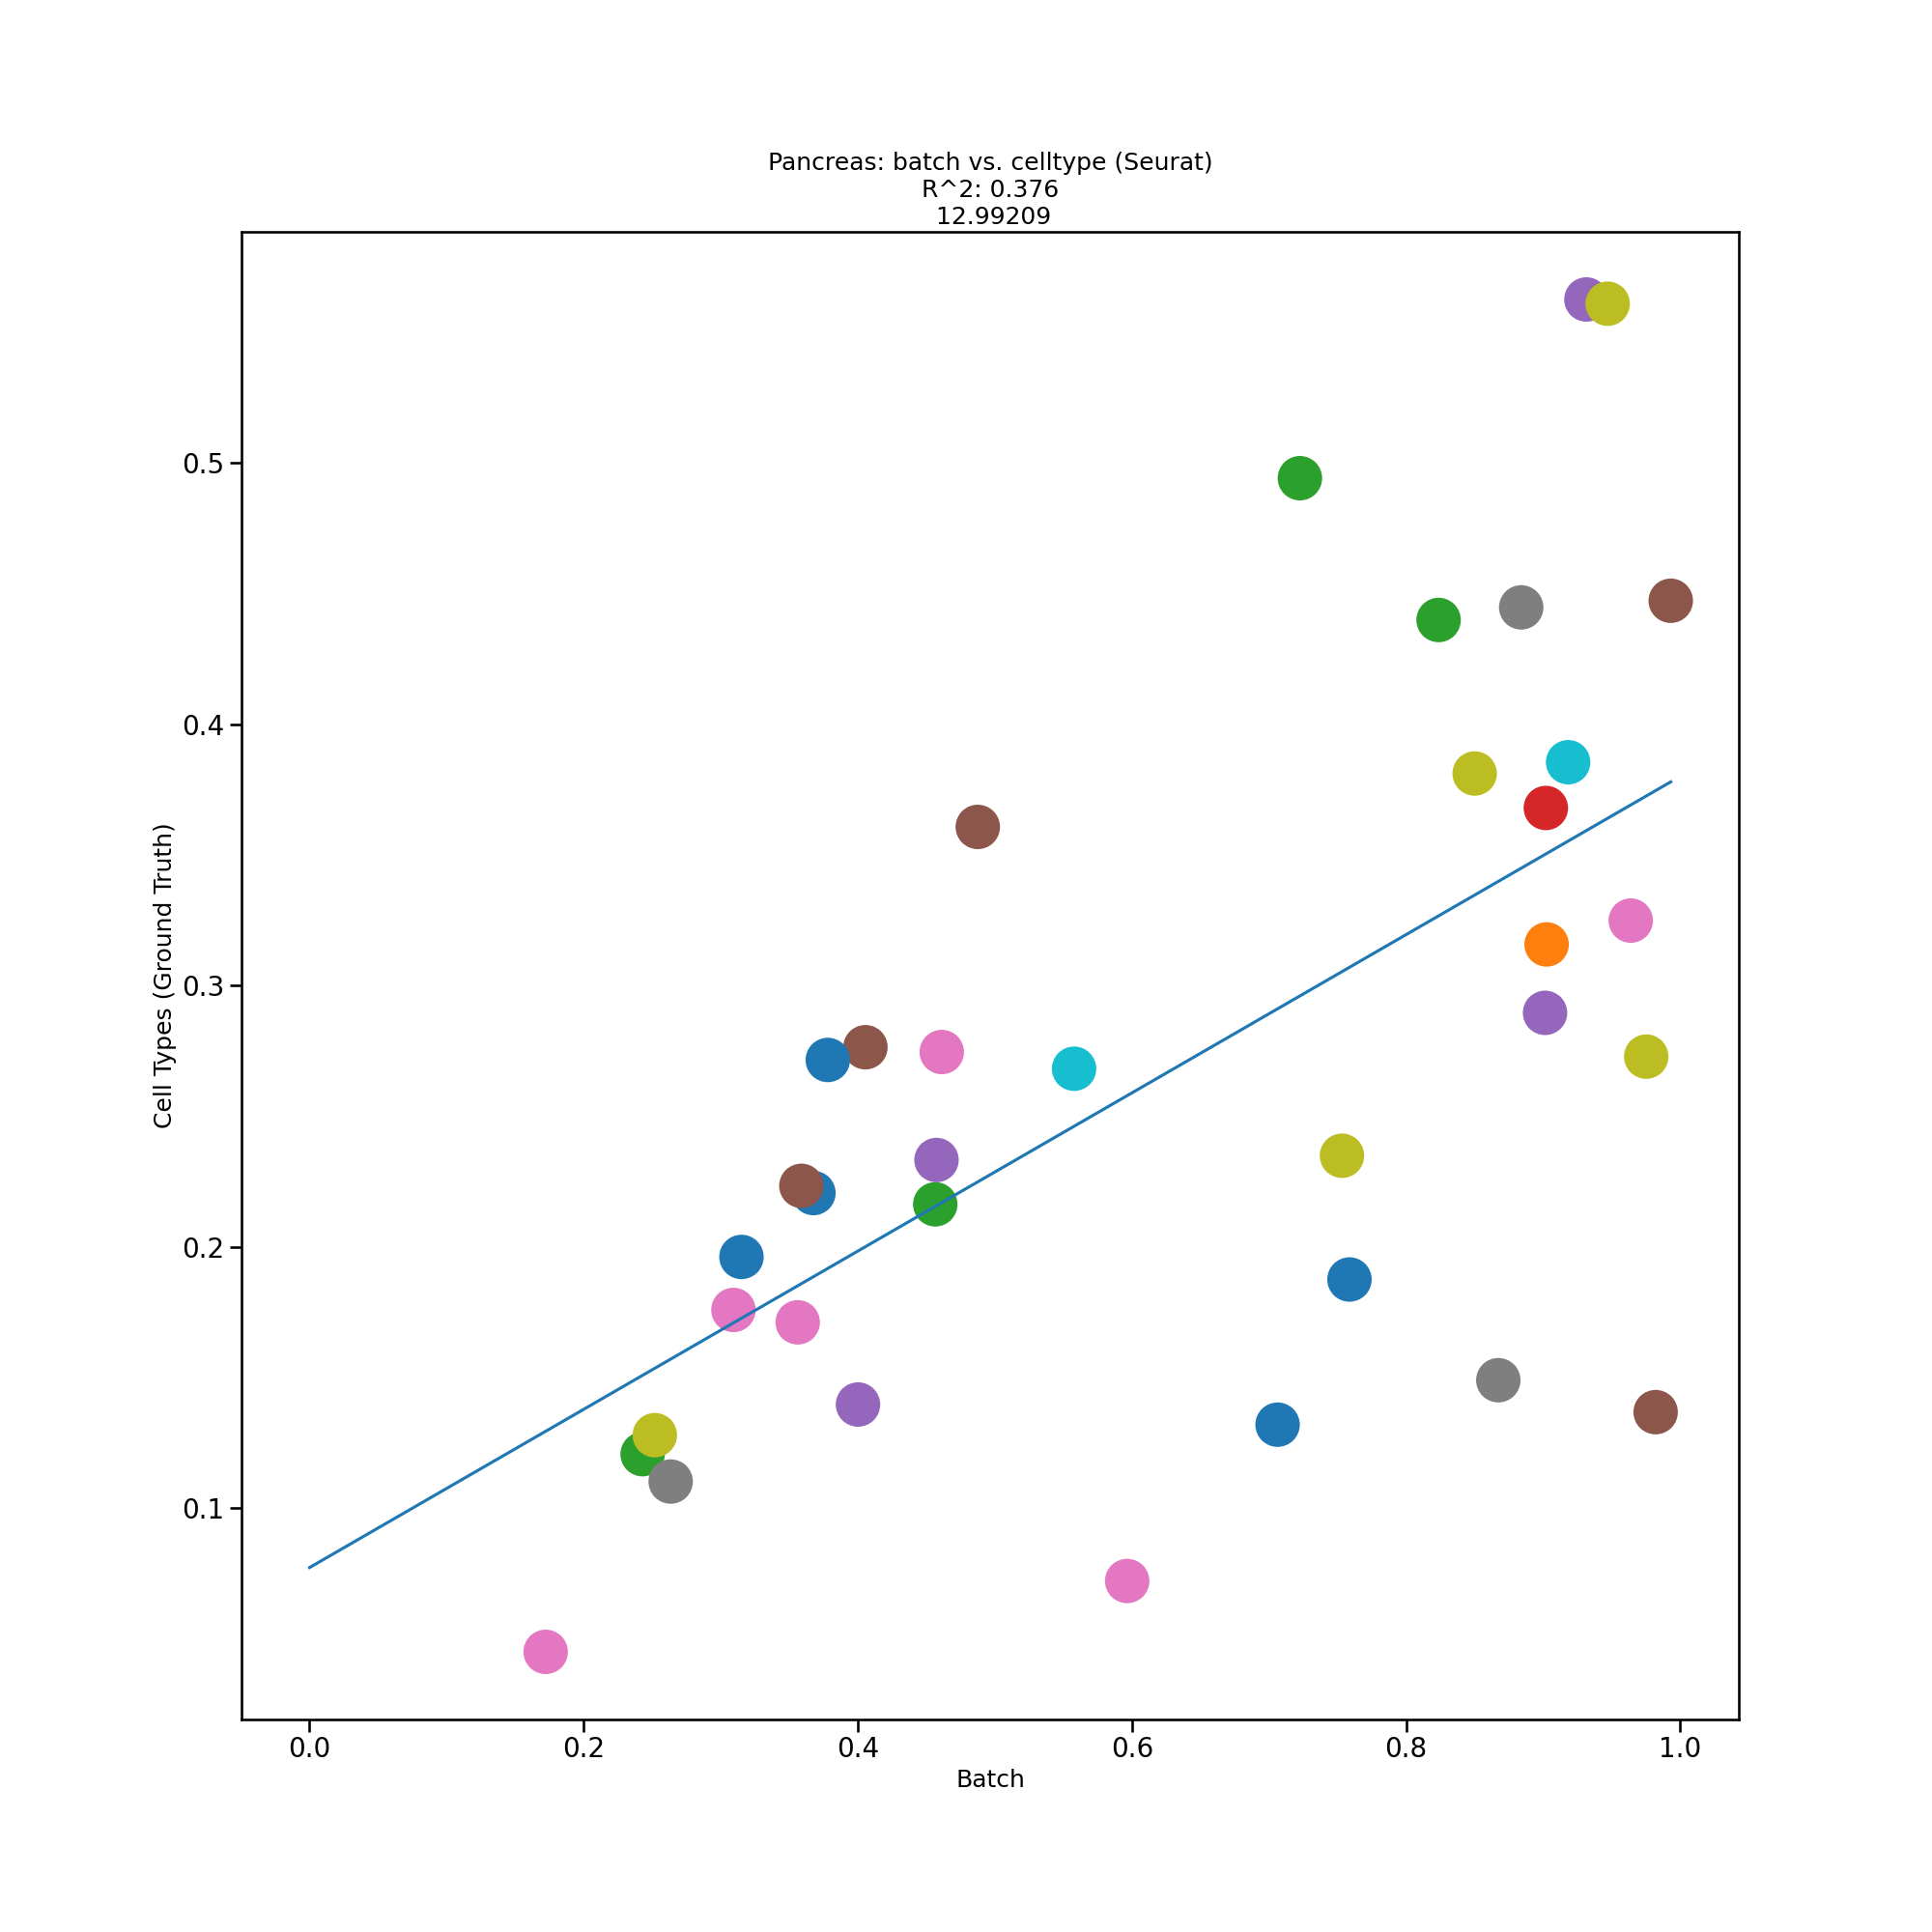 Pancreas: batch vs. celltype (Seurat)
R^2: 0.376
12.99209
Cell Types (Ground Truth)
0.5
0.4
0.3
0.2
0.1
0.0 0.2 0.4 0.6 0.8 1.0
Batch